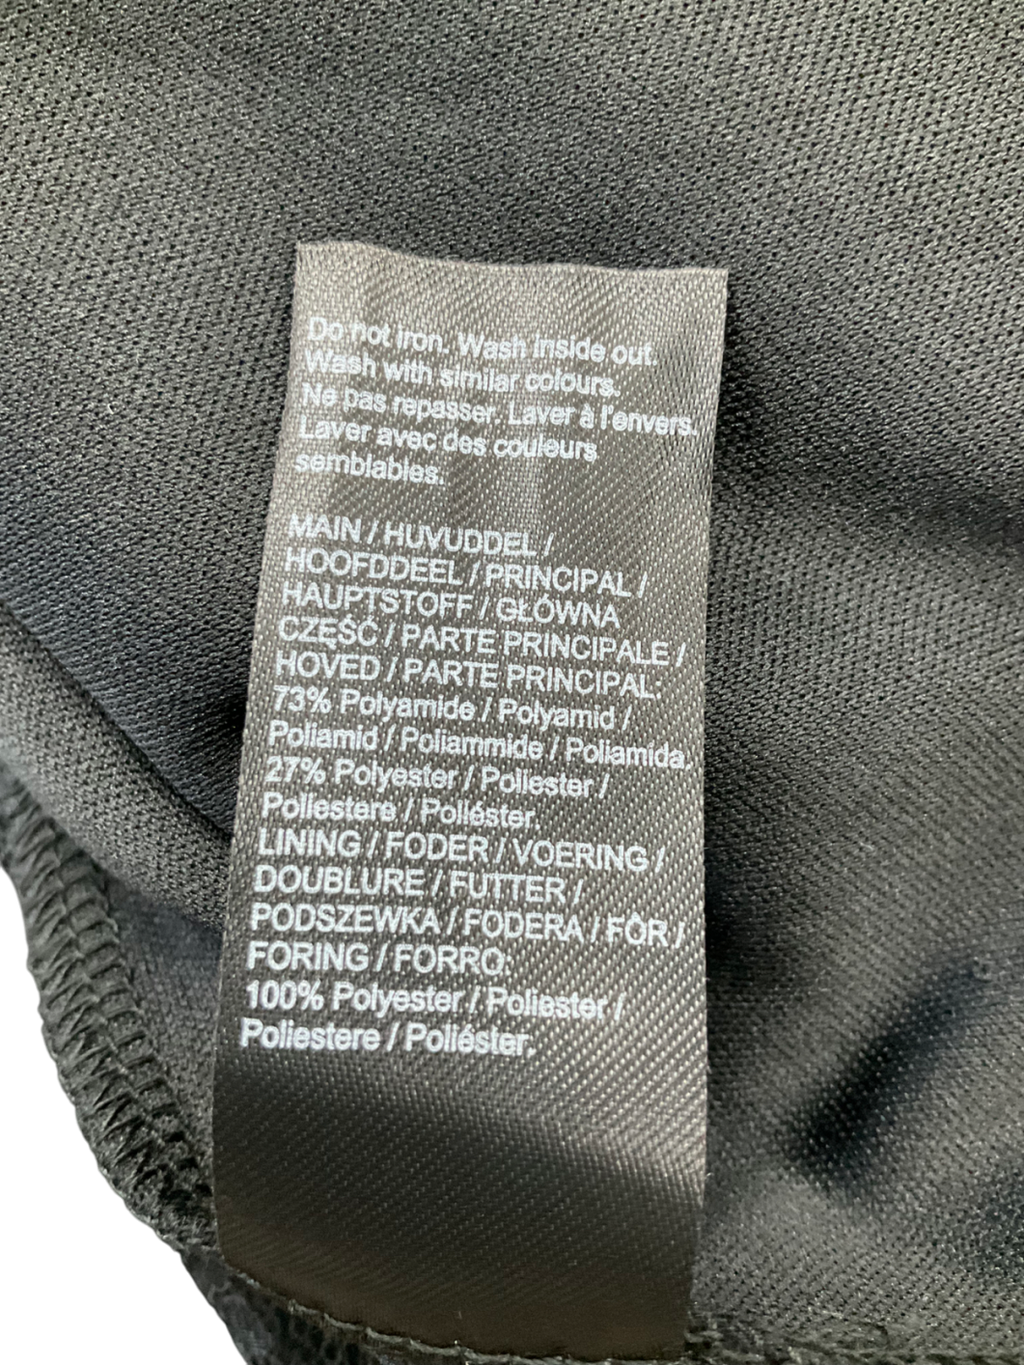 Do not iron. Wash inside out.
Wash with similar colours.
Ne pas repasser. Laver à l'envers.
Laver avec des couleurs
semblables.
MAIN / HUVUDDEL /
HOOFDDEEL / PRINCIPAL /
HAUPTSTOFF / GŁÓWNA
CZĘŚĆ / PARTE PRINCIPALE /
HOVED / PARTE PRINCIPAL:
73% Polyamide / Polyamid /
Poliamid / Poliammide / Poliamida,
27% Polyester / Poliester /
Poliestere / Poliéster.
LINING / FODER / VOERING /
DOUBLURE / FUTTER /
PODSZEWKA / FODERA / FÔR /
FORING / FORRO:
100% Polyester / Poliester /
Poliestere / Poliéster.